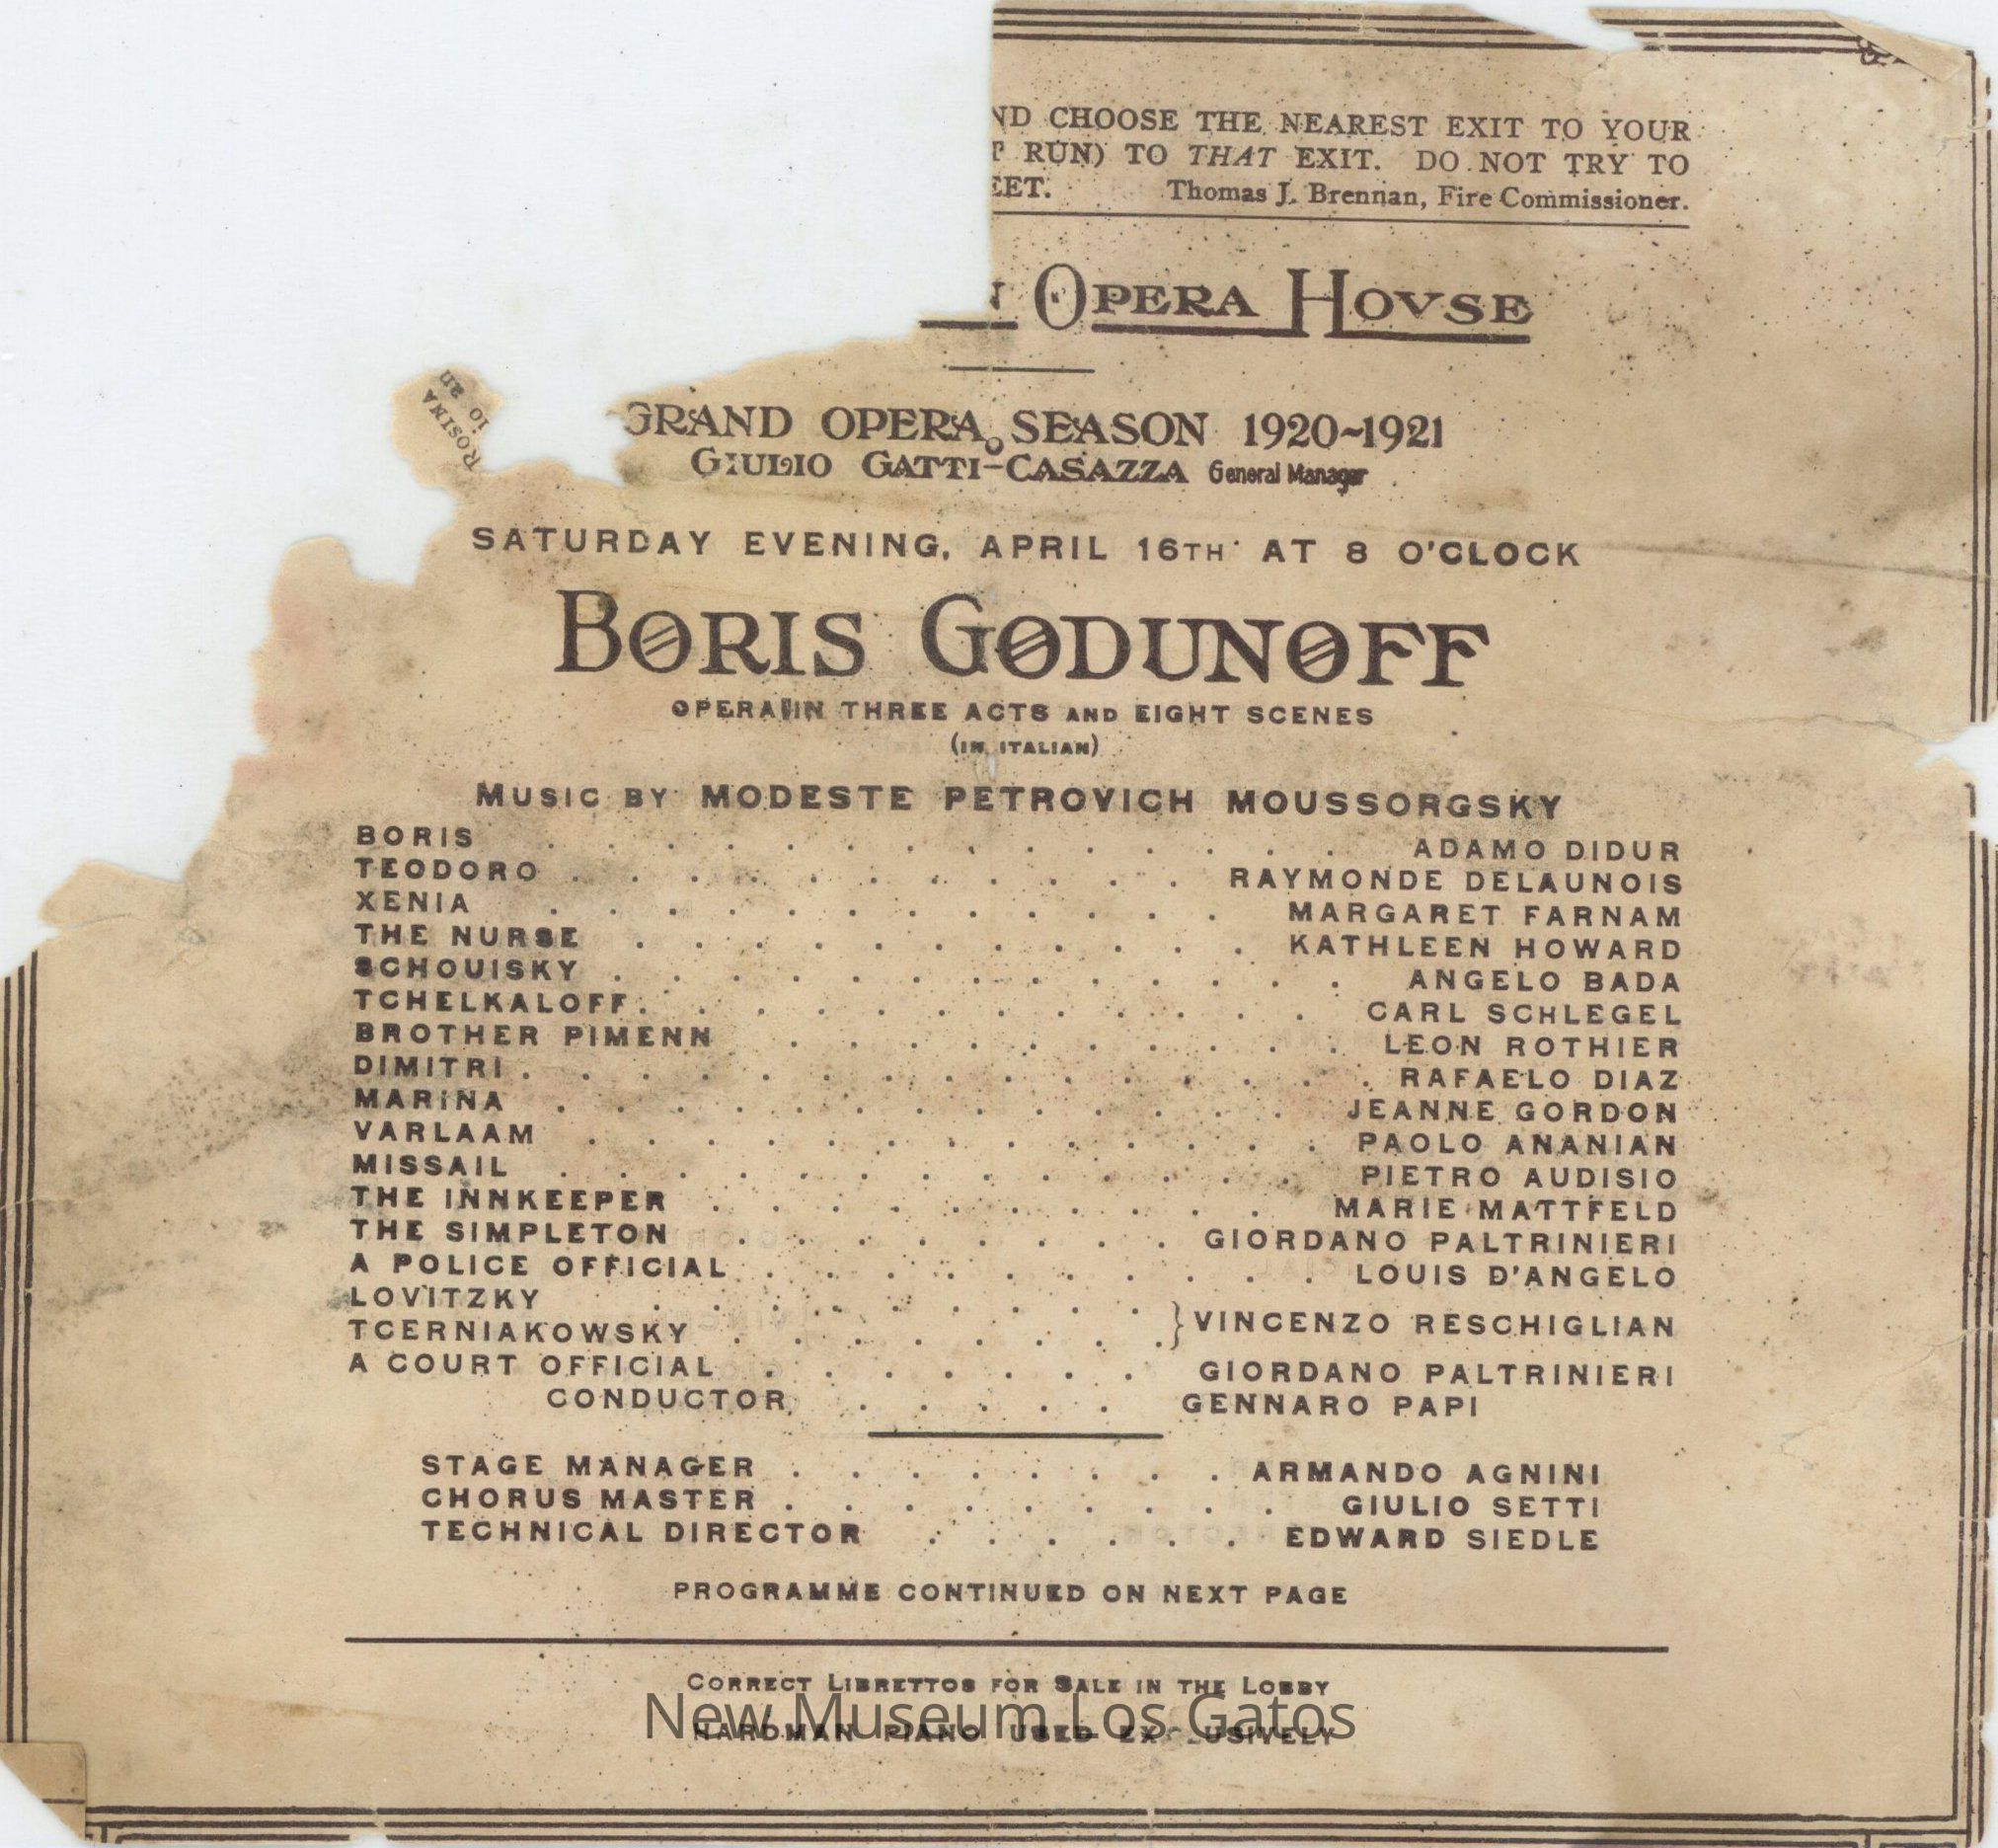 CHOOSE THE NEAREST EXIT TO YOUR
RUN) TO THAT EXIT. DO NOT TRY TO
Thomas J. Brennan, Fire Commissioner.
OPERA HOVSE
GRAND OPERA SEASON 1920~1921
GIULIO GATTI-CASAZZA General Manager
ROSINA
SATURDAY EVENING, APRIL 16TH AT 8 O'CLOCK
BORIS GODUNOFF
OPERA IN THREE ACTS AND EIGHT SCENES
(IN ITALIAN)
MUSIC BY MODESTE PETROVICH MOUSSORGSKY
BORIS . . . . . . . . . . . . . . ADAMO DIDUR
TEODORO . . . . . . . . . . . RAYMONDE DELAUNOIS
XENIA . . . . . . . . . . . . MARGARET FARNAM
THE NURSE . . . . . . . . . . . KATHLEEN HOWARD
SCHOUISKY . . . . . . . . . . . . . ANGELO BADA
TCHELKALOFF . . . . . . . . . . . . CARL SCHLEGEL
BROTHER PIMENN . . . . . . . . . . LEON ROTHIER
DIMITRI . . . . . . . . . . . . . . . RAFAELO DIAZ
MARINA . . . . . . . . . . . . . JEANNE GORDON
VARLAAM . . . . . . . . . . . . . PAOLO ANANIAN
MISSAIL . . . . . . . . . . . . . PIETRO AUDISIO
THE INNKEEPER . . . . . . . . . . MARIE MATTFELD
THE SIMPLETON . . . . . . . . GIORDANO PALTRINIERI
A POLICE OFFICIAL . . . . . . . . . . LOUIS D'ANGELO
LOVITZKY . . . . . . . . .
TCERNIAKOWSKY . . . . . . . . } VINCENZO RESCHIGLIAN
A COURT OFFICIAL . . . . . . . GIORDANO PALTRINIERI
CONDUCTOR . . . . . GENNARO PAPI
STAGE MANAGER . . . . . . . . ARMANDO AGNINI
CHORUS MASTER . . . . . . . . . GIULIO SETTI
TECHNICAL DIRECTOR . . . . . . EDWARD SIEDLE
PROGRAMME CONTINUED ON NEXT PAGE
CORRECT LIBRETTOS FOR SALE IN THE LOBBY
New Museum Los Gatos
HARDMAN PIANO USED EXCLUSIVELY